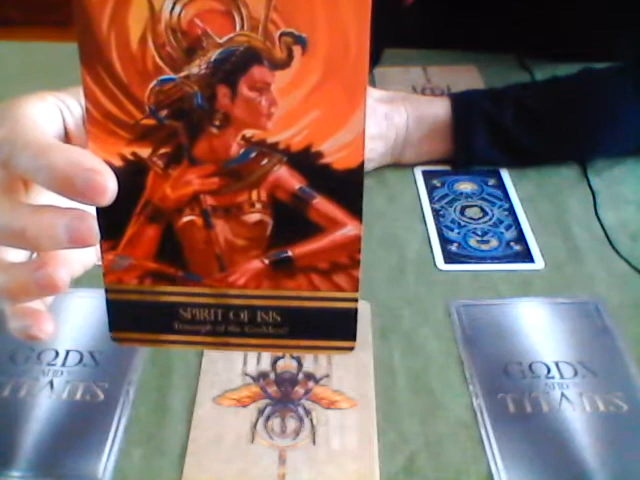 SPIRIT OF ISIS
Triumph of the Goddess!
GODS
AND
TITANS
GODS
AND
TITANS